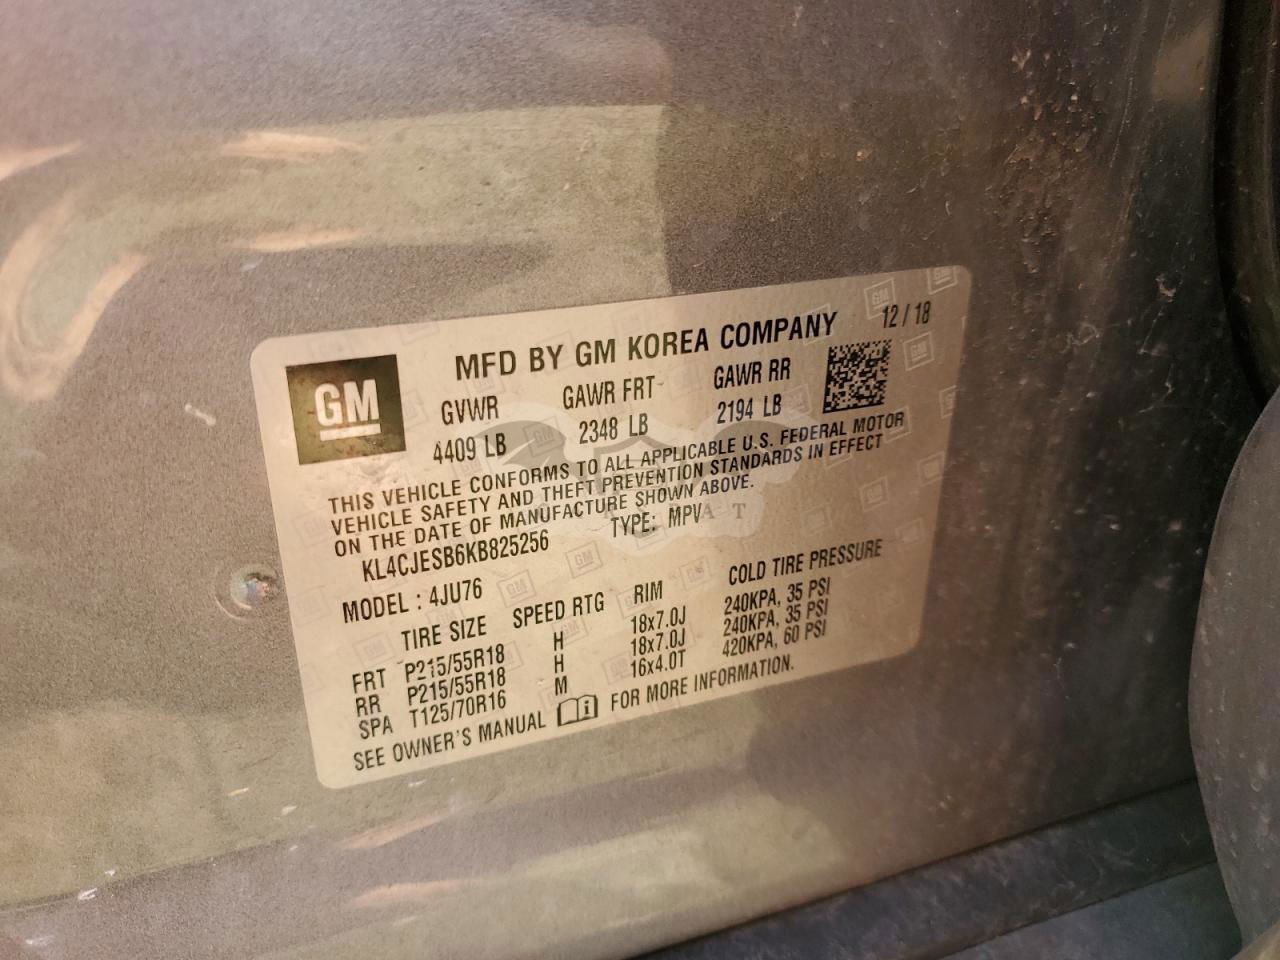 MFD BY GM KOREA COMPANY 12 / 18
GM
GVWR GAWR FRT GAWR RR
4409 LB 2348 LB 2194 LB
THIS VEHICLE CONFORMS TO ALL APPLICABLE U.S. FEDERAL MOTOR
VEHICLE SAFETY AND THEFT PREVENTION STANDARDS IN EFFECT
ON THE DATE OF MANUFACTURE SHOWN ABOVE.
KL4CJESB6KB825256 TYPE: MPV
MODEL : 4JU76
TIRE SIZE SPEED RTG RIM COLD TIRE PRESSURE
FRT P215/55R18 H 18x7.0J 240KPA, 35 PSI
RR P215/55R18 H 18x7.0J 240KPA, 35 PSI
SPA T125/70R16 M 16x4.0T 420KPA, 60 PSI
SEE OWNER'S MANUAL FOR MORE INFORMATION.